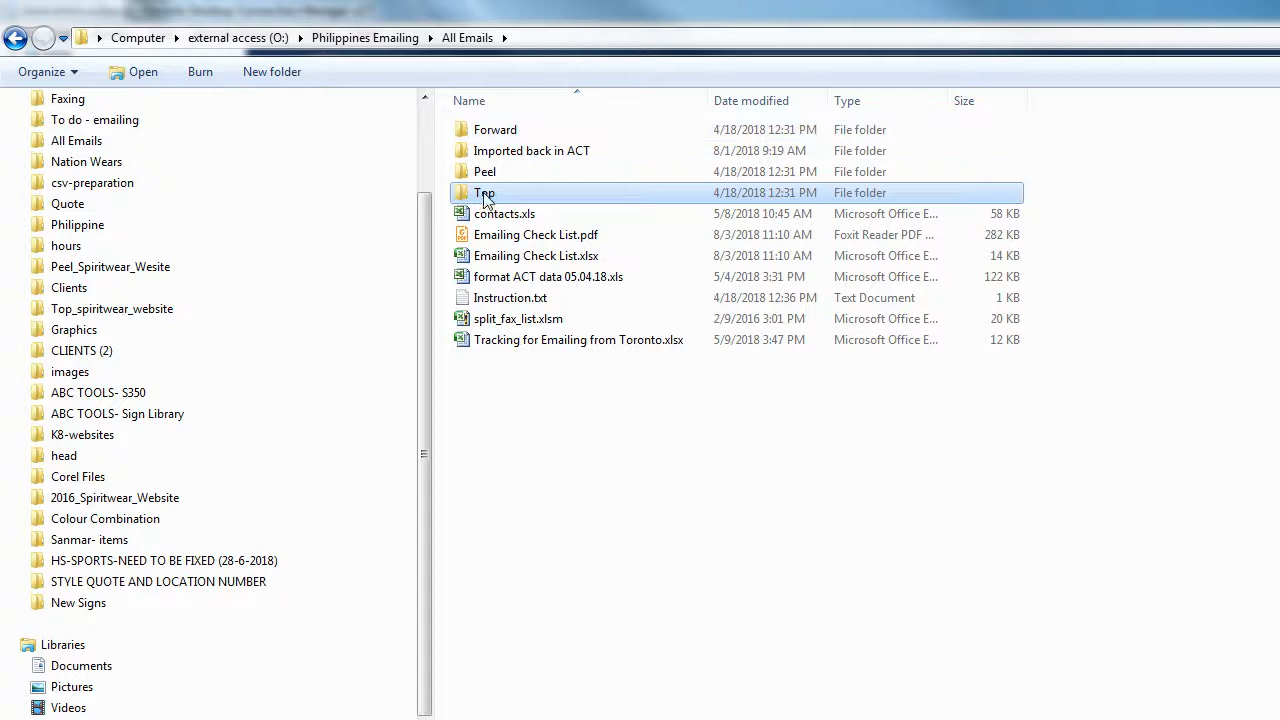 Computer external access (O:) Philippines Emailing All Emails
Organize Open Burn New folder
Name Date modified Type Size
Faxing
To do - emailing
All Emails
Nation Wears
csv-preparation
Quote
Philippine
hours
Peel_Spiritwear_Wesite
Clients
Top_spiritwear_website
Graphics
CLIENTS (2)
images
ABC TOOLS- S350
ABC TOOLS- Sign Library
K8-websites
head
Corel Files
2016_Spiritwear_Website
Colour Combination
Sanmar- items
HS-SPORTS-NEED TO BE FIXED (28-6-2018)
STYLE QUOTE AND LOCATION NUMBER
New Signs
Libraries
Documents
Pictures
Videos
Forward 4/18/2018 12:31 PM File folder
Imported back in ACT 8/1/2018 9:19 AM File folder
Peel 4/18/2018 12:31 PM File folder
Top 4/18/2018 12:31 PM File folder
contacts.xls 5/8/2018 10:45 AM Microsoft Office E... 58 KB
Emailing Check List.pdf 8/3/2018 11:10 AM Foxit Reader PDF ... 282 KB
Emailing Check List.xlsx 8/3/2018 11:10 AM Microsoft Office E... 14 KB
format ACT data 05.04.18.xls 5/4/2018 3:31 PM Microsoft Office E... 122 KB
Instruction.txt 4/18/2018 12:36 PM Text Document 1 KB
split_fax_list.xlsm 2/9/2016 3:01 PM Microsoft Office E... 20 KB
Tracking for Emailing from Toronto.xlsx 5/9/2018 3:47 PM Microsoft Office E... 12 KB